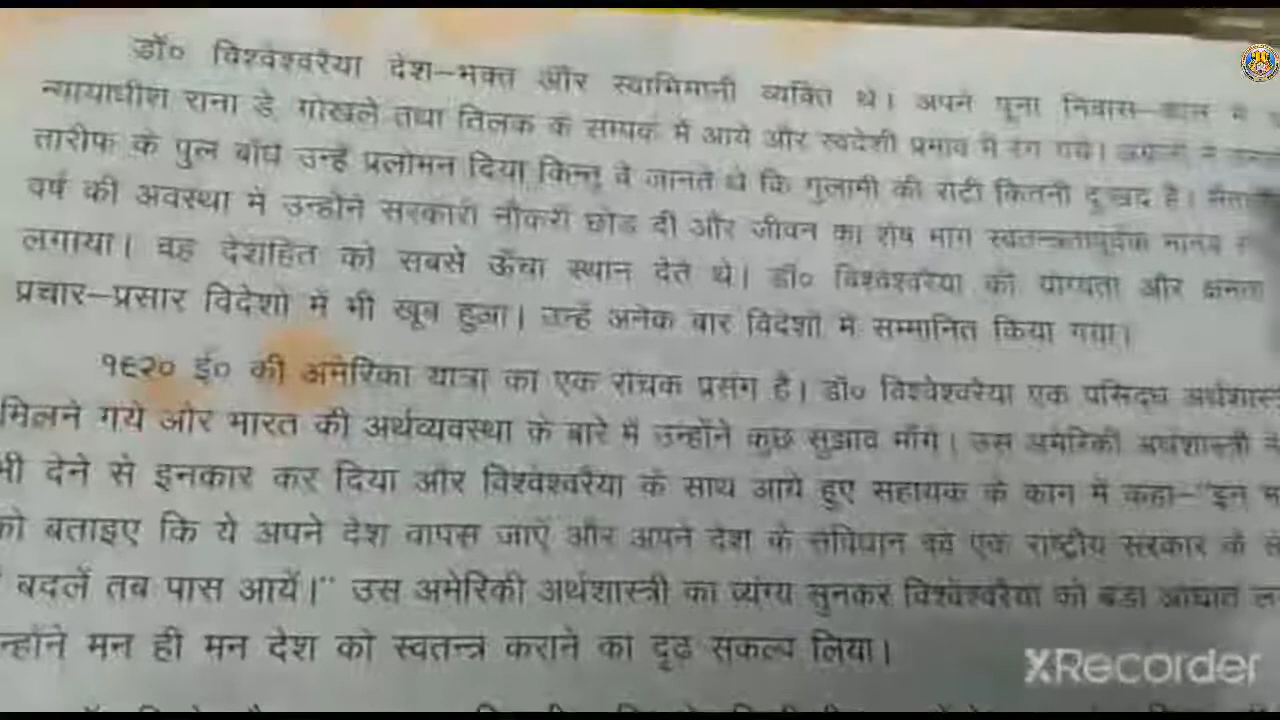 डॉ० विश्वेश्वरैया देश-भक्त और स्वाभिमानी व्यक्ति थे। अपने पूना निवास-काल में
न्यायाधीश राना डे, गोखले तथा तिलक के सम्पर्क में आये और स्वदेशी प्रभाव में रंग गये।
तारीफ के पुल बाँधे उन्हें प्रलोभन दिया किन्तु वे जानते थे कि गुलामी की रोटी कितनी दुःखद है।
वर्ष की अवस्था में उन्होंने सरकारी नौकरी छोड़ दी और जीवन का शेष भाग स्वतन्त्रतापूर्वक मानव
लगाया। वह देशहित को सबसे ऊँचा स्थान देते थे। डॉ० विश्वेश्वरैया की योग्यता और क्षमता
प्रचार-प्रसार विदेशों में भी खूब हुआ। उन्हें अनेक बार विदेशों में सम्मानित किया गया।
१९२० ई० की अमेरिका यात्रा का एक रोचक प्रसंग है। डॉ० विश्वेश्वरैया एक प्रसिद्ध
मिलने गये और भारत की अर्थव्यवस्था के बारे में उन्होंने कुछ सुझाव माँगे। उस अमेरिकी अर्थशास्त्री
भी देने से इनकार कर दिया और विश्वेश्वरैया के साथ आये हुए सहायक के कान में कहा-"इन
को बताइए कि ये अपने देश वापस जाएँ और अपने देश के संविधान को एक राष्ट्रीय सरकार के
बदलें तब पास आयें।" उस अमेरिकी अर्थशास्त्री का व्यंग्य सुनकर विश्वेश्वरैया को बड़ा आघात
मन ही मन देश को स्वतन्त्र कराने का दृढ़ संकल्प लिया।
XRecorder